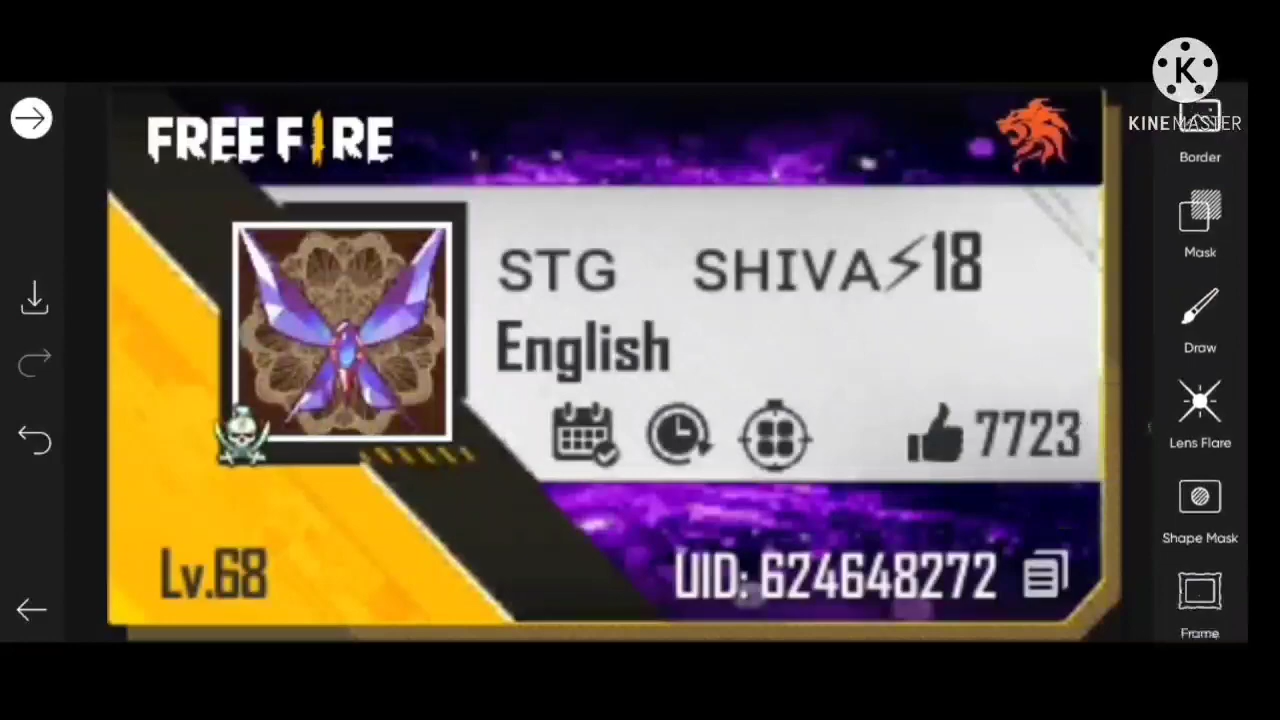 KINEMASTER
FREE FIRE
Border
Mask
STG SHIVA⚡18
English
Draw
7723
Lens Flare
Shape Mask
Lv.68
UID: 624648272
Frame